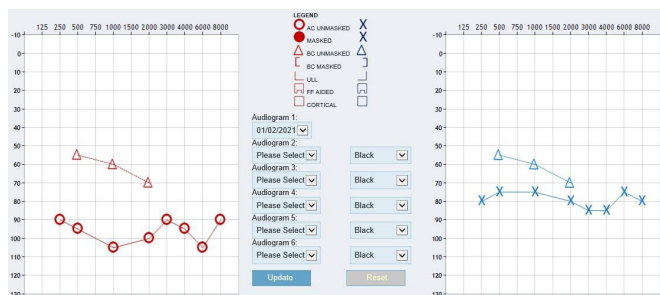 LEGEND
AC UNMASKED
MASKED
BC UNMASKED
BC MASKED
ULL
FF AIDED
CORTICAL
125 250 500 1000 2000 3000 4000 6000 8000
-10
0
10
20
30
40
50
60
70
80
90
100
110
120
130
Audiogram 1:
01/02/2021
Audiogram 2:
Please Select Black
Audiogram 3:
Please Select Black
Audiogram 4:
Please Select Black
Audiogram 5:
Please Select Black
Audiogram 6:
Please Select Black
Update Reset
125 250 500 1000 1500 2000 3000 4000 6000 8000
-10
0
10
20
30
40
50
60
70
80
90
100
110
120
130